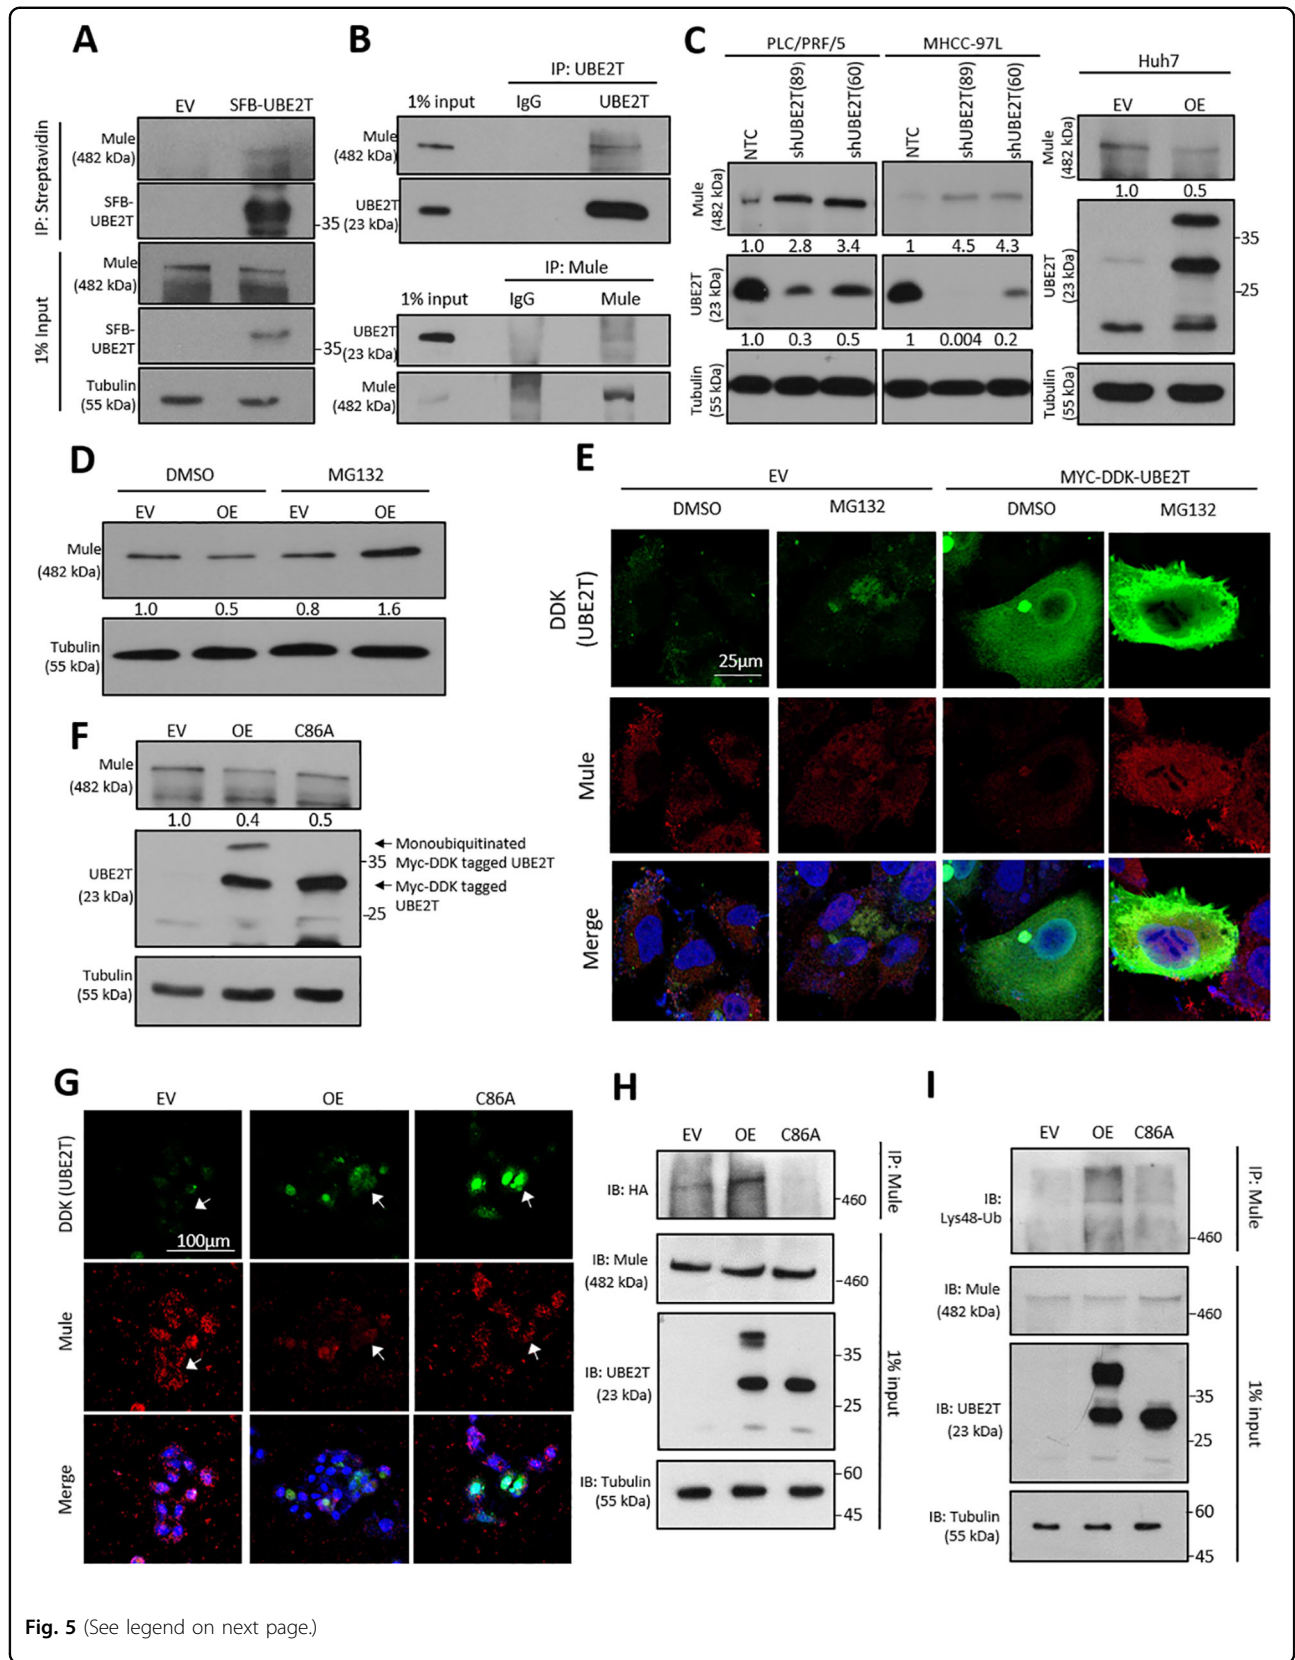 A
EV SFB-UBE2T
IP: Streptavidin
Mule
(482 kDa)
SFB-
UBE2T
35
1% Input
Mule
(482 kDa)
SFB-
UBE2T
35
Tubulin
(55 kDa)
B
IP: UBE2T
1% input IgG UBE2T
Mule
(482 kDa)
UBE2T
(23 kDa)
IP: Mule
1% input IgG Mule
UBE2T
(23 kDa)
Mule
(482 kDa)
C
PLC/PRF/5 MHCC-97L Huh7
NTC shUBE2T(89) shUBE2T(60) NTC shUBE2T(89) shUBE2T(60) EV OE
Mule
(482 kDa)
1.0 2.8 3.4 1 4.5 4.3
UBE2T
(23 kDa)
1.0 0.3 0.5 1 0.004 0.2
Tubulin
(55 kDa)
Mule
(482 kDa)
1.0 0.5
UBE2T
(23 kDa)
35
25
Tubulin
(55 kDa)
D
DMSO MG132
EV OE EV OE
Mule
(482 kDa)
1.0 0.5 0.8 1.6
Tubulin
(55 kDa)
E
EV MYC-DDK-UBE2T
DMSO MG132 DMSO MG132
DDK
(UBE2T)
25μm
Mule
Merge
F
EV OE C86A
Mule
(482 kDa)
1.0 0.4 0.5
UBE2T
(23 kDa)
Monoubiquitinated
35 Myc-DDK tagged UBE2T
Myc-DDK tagged
UBE2T
25
Tubulin
(55 kDa)
G
EV OE C86A
DDK (UBE2T)
100μm
Mule
Merge
H
EV OE C86A
IB: HA
460
IP: Mule
IB: Mule
(482 kDa)
460
IB: UBE2T
(23 kDa)
35
25
1% input
IB: Tubulin
(55 kDa)
60
45
I
EV OE C86A
IB:
Lys48-Ub
460
IP: Mule
IB: Mule
(482 kDa)
460
IB: UBE2T
(23 kDa)
35
25
1% input
IB: Tubulin
(55 kDa)
60
45
Fig. 5 (See legend on next page.)